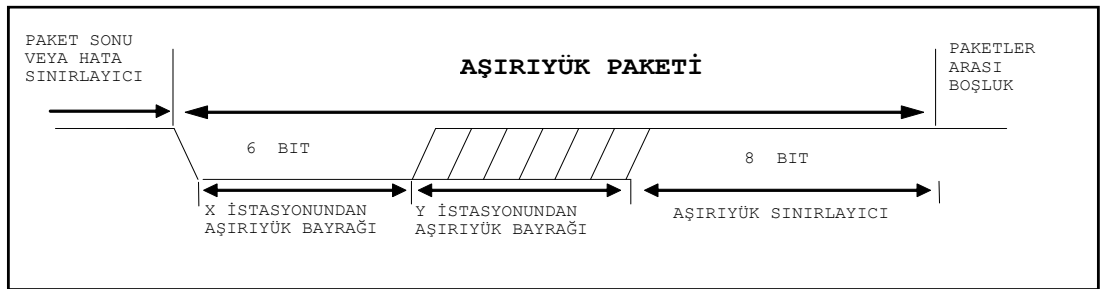 PAKET SONU
VEYA HATA
SINIRLAYICI
AŞIRIYÜK PAKETİ
PAKETLER
ARASI
BOŞLUK
6 BIT
8 BIT
X İSTASYONUNDAN
AŞIRIYÜK BAYRAĞI
Y İSTASYONUNDAN
AŞIRIYÜK BAYRAĞI
AŞIRIYÜK SINIRLAYICI